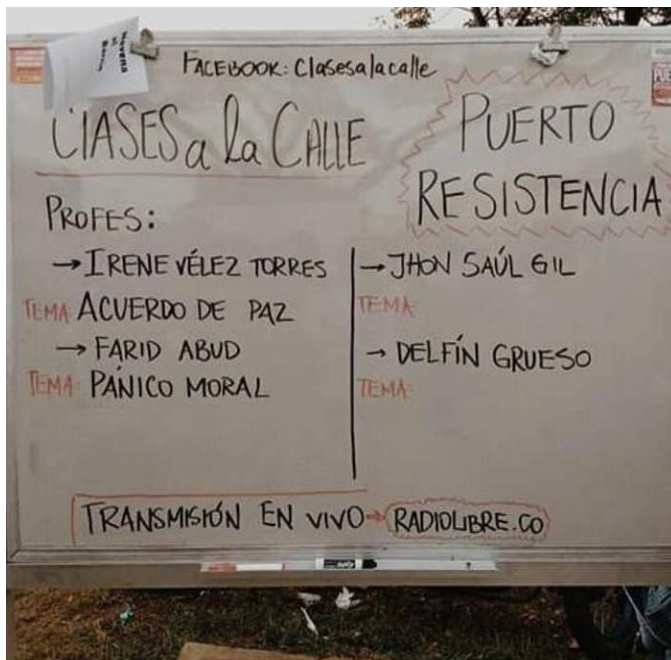 FACEBOOK: Clasesalacalle
CLASES a la CALLE
PUERTO
RESISTENCIA
PROFES:
→ IRENE VÉLEZ TORRES
TEMA: ACUERDO DE PAZ
→ FARID ABUD
TEMA: PÁNICO MORAL
→ JHON SAÚL GIL
TEMA:
→ DELFÍN GRUESO
TEMA:
TRANSMISIÓN EN VIVO → RADIOLIBRE.CO